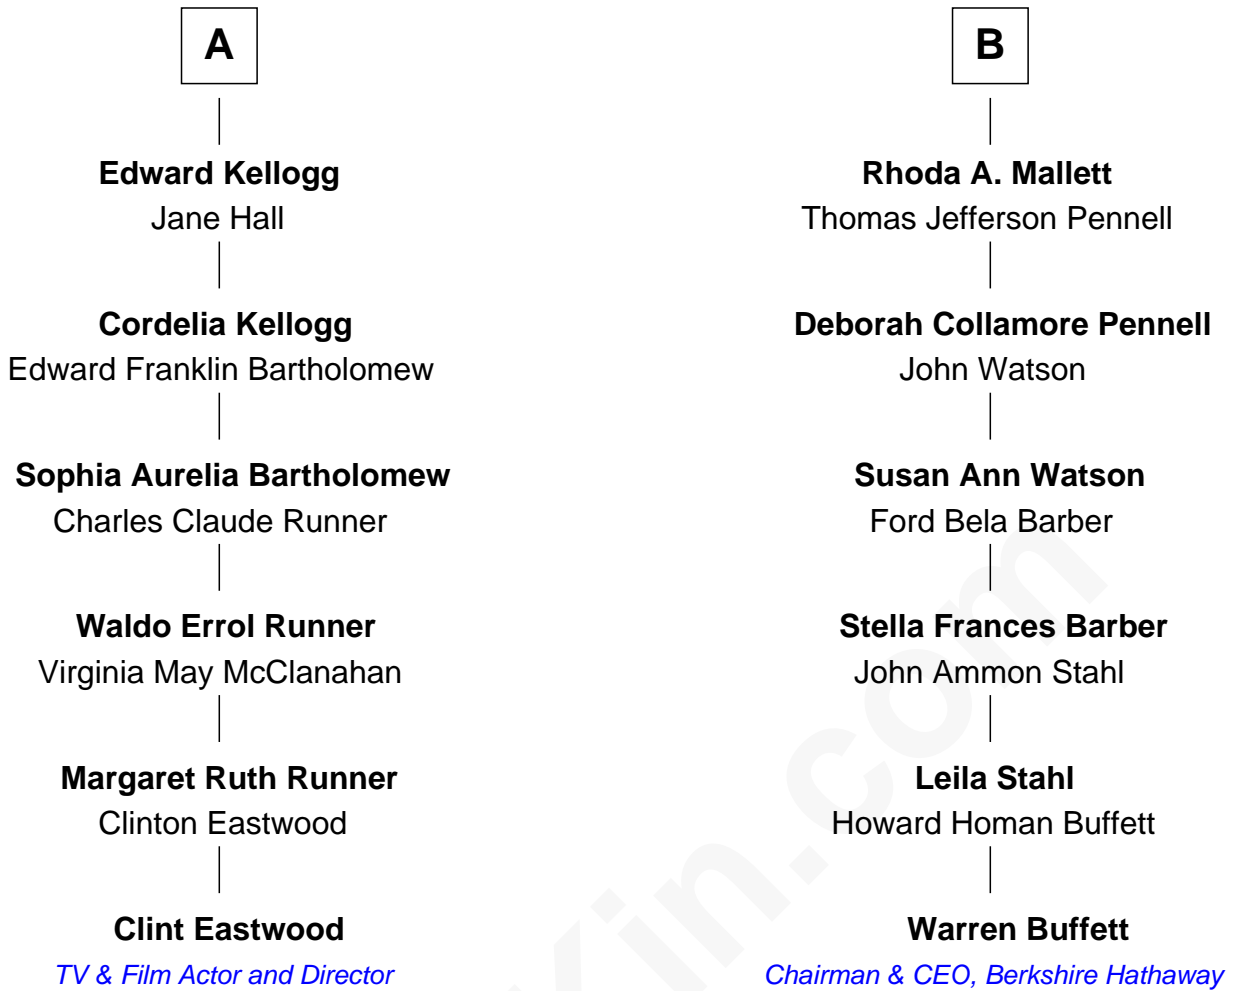 A
Edward Kellogg
Jane Hall
Cordelia Kellogg
Edward Franklin Bartholomew
Sophia Aurelia Bartholomew
Charles Claude Runner
Waldo Errol Runner
Virginia May McClanahan
Margaret Ruth Runner
Clinton Eastwood
Clint Eastwood
TV & Film Actor and Director
B
Rhoda A. Mallett
Thomas Jefferson Pennell
Deborah Collamore Pennell
John Watson
Susan Ann Watson
Ford Bela Barber
Stella Frances Barber
John Ammon Stahl
Leila Stahl
Howard Homan Buffett
Warren Buffett
Chairman & CEO, Berkshire Hathaway
Kin.com